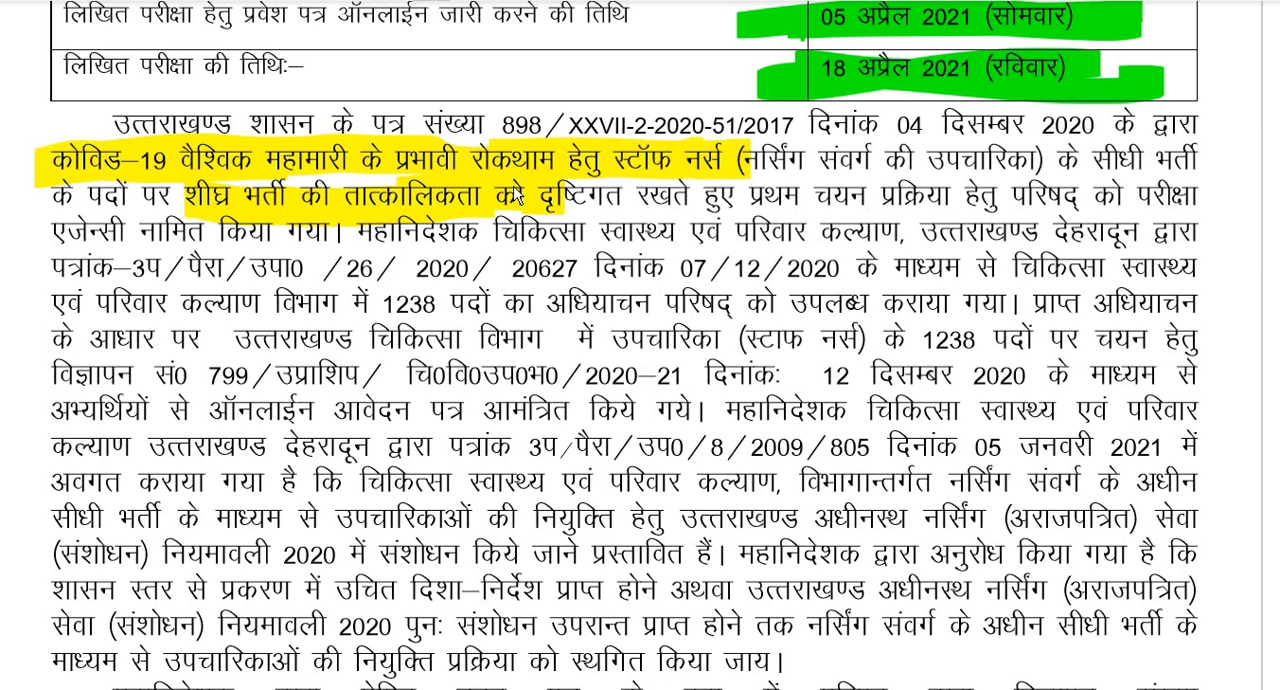 लिखित परीक्षा हेतु प्रवेश पत्र ऑनलाईन जारी करने की तिथि 05 अप्रैल 2021 (सोमवार)
लिखित परीक्षा की तिथिः– 18 अप्रैल 2021 (रविवार)
उत्तराखण्ड शासन के पत्र संख्या 898/XXVII-2-2020-51/2017 दिनांक 04 दिसम्बर 2020 के द्वारा
कोविड–19 वैश्विक महामारी के प्रभावी रोकथाम हेतु स्टॉफ नर्स (नर्सिंग संवर्ग की उपचारिका) के सीधी भर्ती
के पदों पर शीघ्र भर्ती की तात्कालिकता को दृष्टिगत रखते हुए प्रथम चयन प्रक्रिया हेतु परिषद् को परीक्षा
एजेन्सी नामित किया गया। महानिदेशक चिकित्सा स्वास्थ्य एवं परिवार कल्याण, उत्तराखण्ड देहरादून द्वारा
पत्रांक–3प/पैरा/उपा0 /26/ 2020/ 20627 दिनांक 07/12/2020 के माध्यम से चिकित्सा स्वास्थ्य
एवं परिवार कल्याण विभाग में 1238 पदों का अधियाचन परिषद् को उपलब्ध कराया गया। प्राप्त अधियाचन
के आधार पर उत्तराखण्ड चिकित्सा विभाग में उपचारिका (स्टाफ नर्स) के 1238 पदों पर चयन हेतु
विज्ञापन सं0 799/उप्राशिप/ चि0वि0उप0भ0/2020–21 दिनांकः 12 दिसम्बर 2020 के माध्यम से
अभ्यर्थियों से ऑनलाईन आवेदन पत्र आमंत्रित किये गये। महानिदेशक चिकित्सा स्वास्थ्य एवं परिवार
कल्याण उत्तराखण्ड देहरादून द्वारा पत्रांक 3प/पैरा/उप0/8/2009/805 दिनांक 05 जनवरी 2021 में
अवगत कराया गया है कि चिकित्सा स्वास्थ्य एवं परिवार कल्याण, विभागान्तर्गत नर्सिंग संवर्ग के अधीन
सीधी भर्ती के माध्यम से उपचारिकाओं की नियुक्ति हेतु उत्तराखण्ड अधीनस्थ नर्सिंग (अराजपत्रित) सेवा
(संशोधन) नियमावली 2020 में संशोधन किये जाने प्रस्तावित हैं। महानिदेशक द्वारा अनुरोध किया गया है कि
शासन स्तर से प्रकरण में उचित दिशा–निर्देश प्राप्त होने अथवा उत्तराखण्ड अधीनस्थ नर्सिंग (अराजपत्रित)
सेवा (संशोधन) नियमावली 2020 पुनः संशोधन उपरान्त प्राप्त होने तक नर्सिंग संवर्ग के अधीन सीधी भर्ती के
माध्यम से उपचारिकाओं की नियुक्ति प्रक्रिया को स्थगित किया जाय।